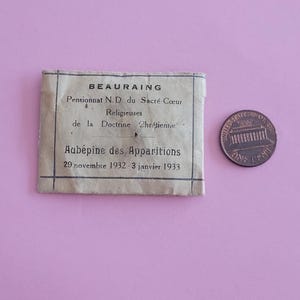 BEAURAING
Pensionnat N. D. du Sacré-Cœur
Religieuses
de la Doctrine Chrétienne
Aubépine des Apparitions
29 novembre 1932 - 3 janvier 1933
ONE CENT